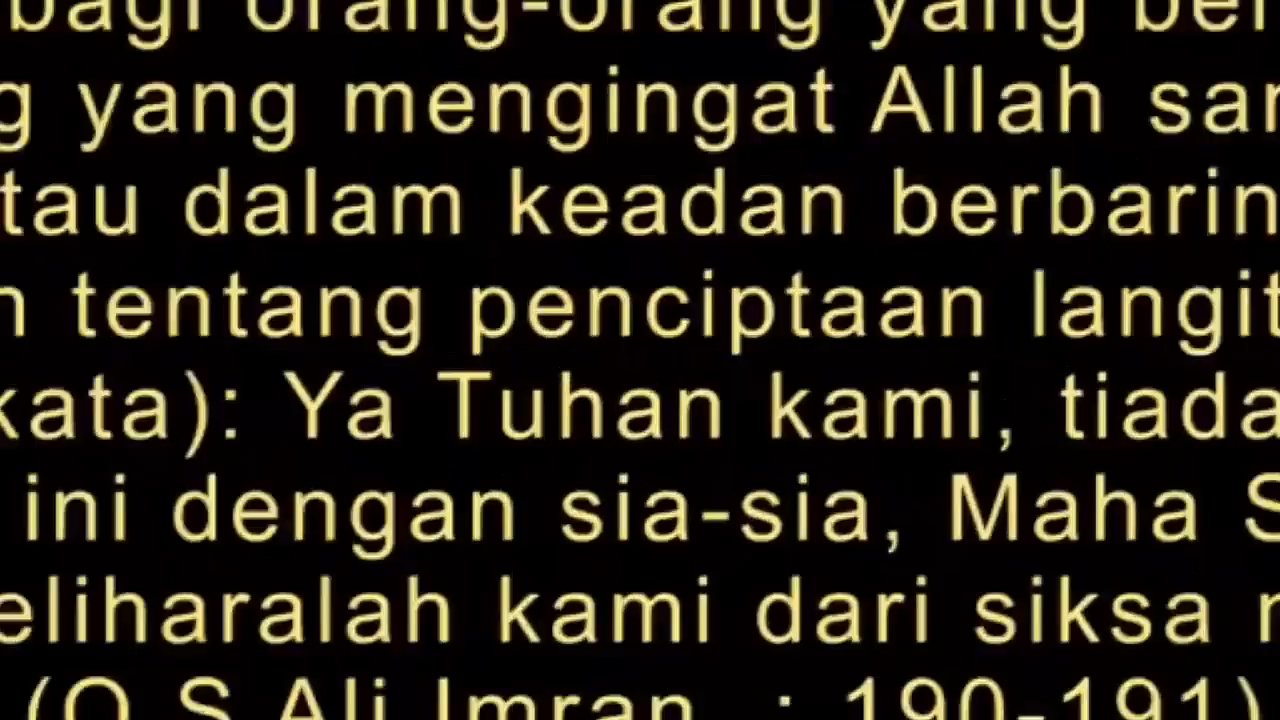 bagi orang-orang yang ber
g yang mengingat Allah sa
tau dalam keadan berbarin
n tentang penciptaan langit
kata): Ya Tuhan kami, tiada
ini dengan sia-sia, Maha S
eliharalah kami dari siksa
(Q.S Ali Imran : 190-191)